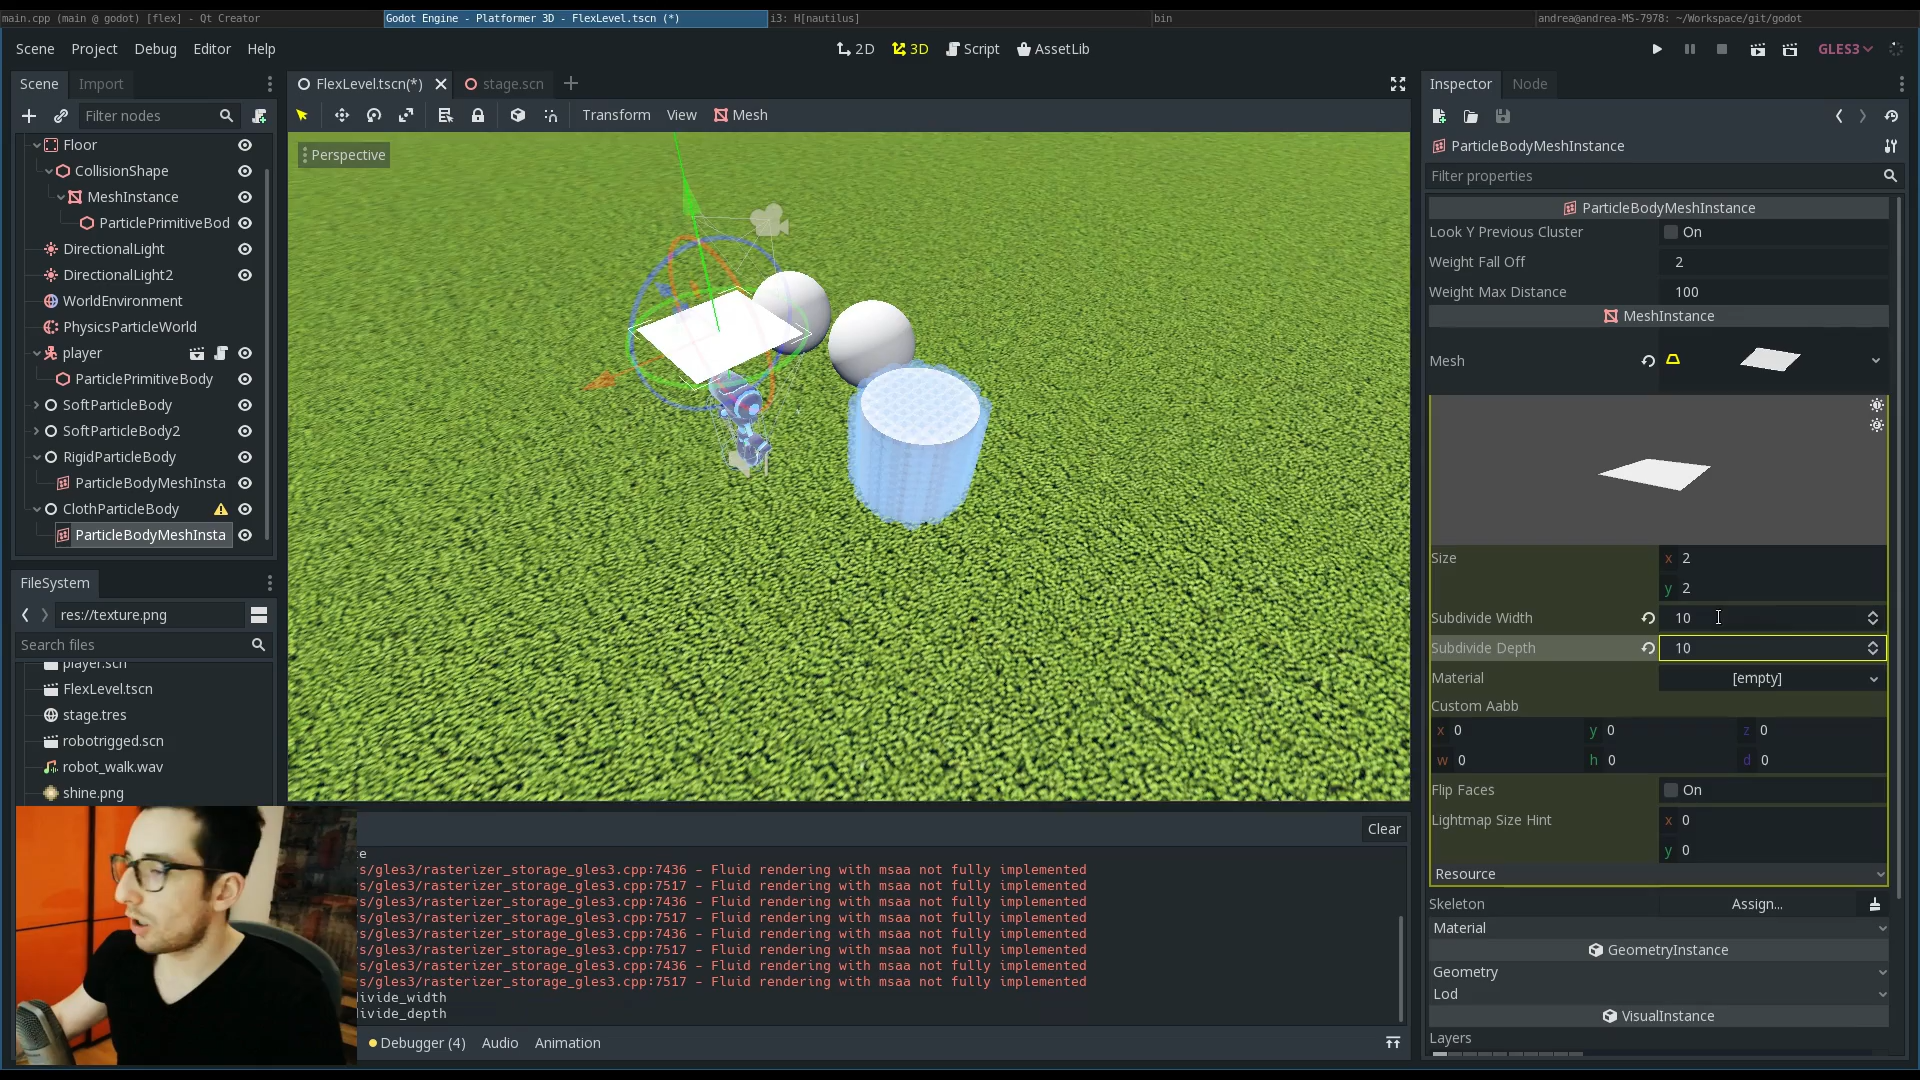 main.cpp (main @ godot) [flex] - Qt Creator
Godot Engine - Platformer 3D - FlexLevel.tscn (*)
i3: H[nautilus]
bin
andrea@andrea-MS-7978: ~/Workspace/git/godot
Scene Project Debug Editor Help
2D 3D Script AssetLib
GLES3
Scene Import
Filter nodes
Floor
CollisionShape
MeshInstance
ParticlePrimitiveBod
DirectionalLight
DirectionalLight2
WorldEnvironment
PhysicsParticleWorld
player
ParticlePrimitiveBody
SoftParticleBody
SoftParticleBody2
RigidParticleBody
ParticleBodyMeshInsta
ClothParticleBody
ParticleBodyMeshInsta
FileSystem
res://texture.png
Search files
player.scn
FlexLevel.tscn
stage.tres
robotrigged.scn
robot_walk.wav
shine.png
FlexLevel.tscn(*) stage.scn
Transform View Mesh
Perspective
Clear
s/gles3/rasterizer_storage_gles3.cpp:7436 - Fluid rendering with msaa not fully implemented
s/gles3/rasterizer_storage_gles3.cpp:7517 - Fluid rendering with msaa not fully implemented
s/gles3/rasterizer_storage_gles3.cpp:7436 - Fluid rendering with msaa not fully implemented
s/gles3/rasterizer_storage_gles3.cpp:7517 - Fluid rendering with msaa not fully implemented
s/gles3/rasterizer_storage_gles3.cpp:7436 - Fluid rendering with msaa not fully implemented
s/gles3/rasterizer_storage_gles3.cpp:7517 - Fluid rendering with msaa not fully implemented
s/gles3/rasterizer_storage_gles3.cpp:7436 - Fluid rendering with msaa not fully implemented
s/gles3/rasterizer_storage_gles3.cpp:7517 - Fluid rendering with msaa not fully implemented
ivide_width
ivide_depth
Debugger (4) Audio Animation
Inspector Node
ParticleBodyMeshInstance
Filter properties
ParticleBodyMeshInstance
Look Y Previous Cluster On
Weight Fall Off 2
Weight Max Distance 100
MeshInstance
Mesh
Size x 2
y 2
Subdivide Width 10
Subdivide Depth 10
Material [empty]
Custom Aabb
x 0 y 0 z 0
w 0 h 0 d 0
Flip Faces On
Lightmap Size Hint x 0
y 0
Resource
Skeleton Assign...
Material
GeometryInstance
Geometry
Lod
VisualInstance
Layers